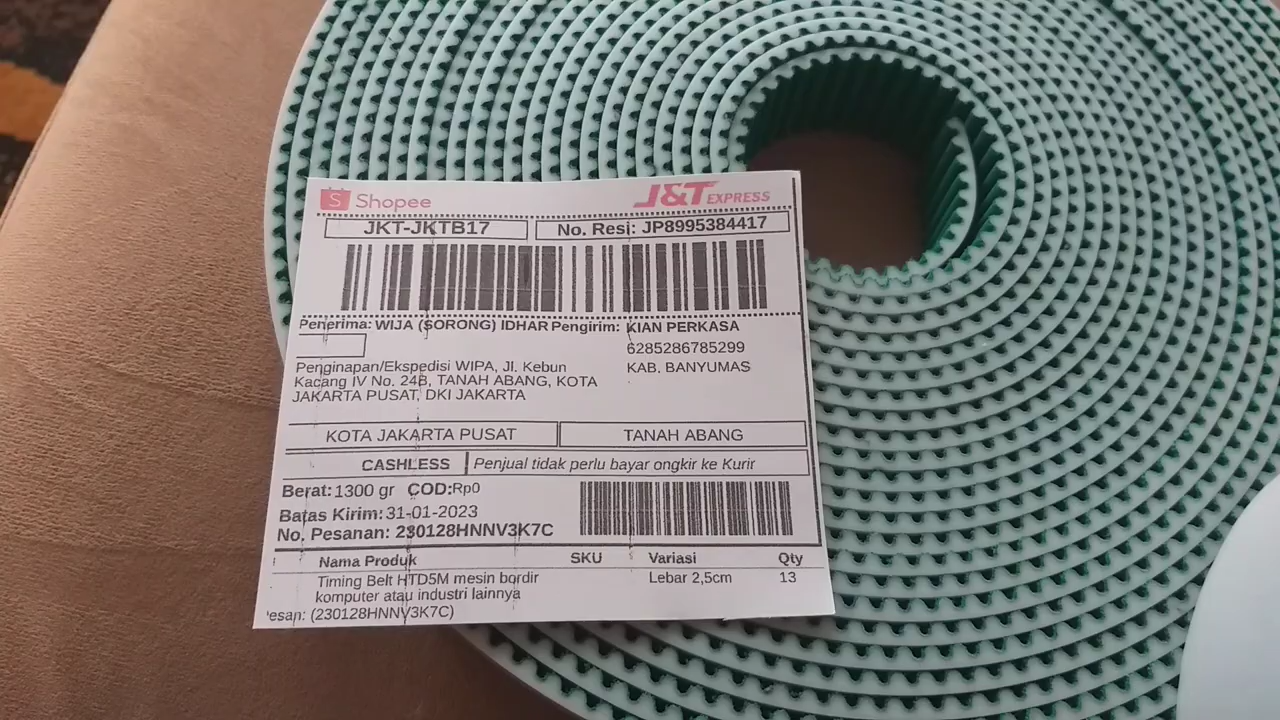 Shopee
J&T EXPRESS
JKT-JKTB17
No. Resi: JP8995384417
Penerima: WIJA (SORONG) IDHAR
Pengirim: KIAN PERKASA
6285286785299
KAB. BANYUMAS
Penginapan/Ekspedisi WIPA, Jl. Kebun
Kacang IV No. 24B, TANAH ABANG, KOTA
JAKARTA PUSAT, DKI JAKARTA
KOTA JAKARTA PUSAT
TANAH ABANG
CASHLESS
Penjual tidak perlu bayar ongkir ke Kurir
Berat: 1300 gr COD: Rp0
Batas Kirim: 31-01-2023
No. Pesanan: 230128HNNV3K7C
Nama Produk SKU Variasi Qty
Timing Belt HTD5M mesin bordir Lebar 2,5cm 13
komputer atau industri lainnya
esan: (230128HNNV3K7C)